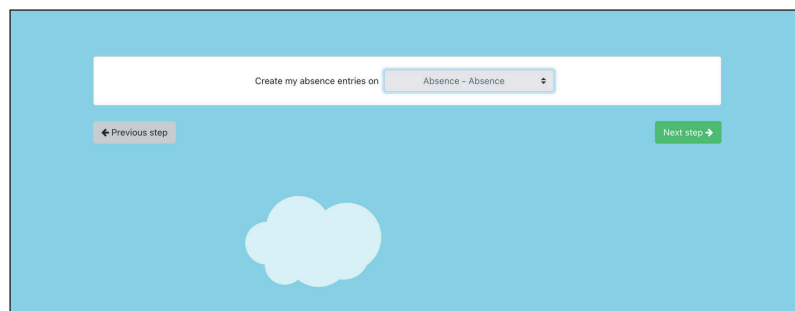 Create my absence entries on Absence - Absence
Previous step
Next step